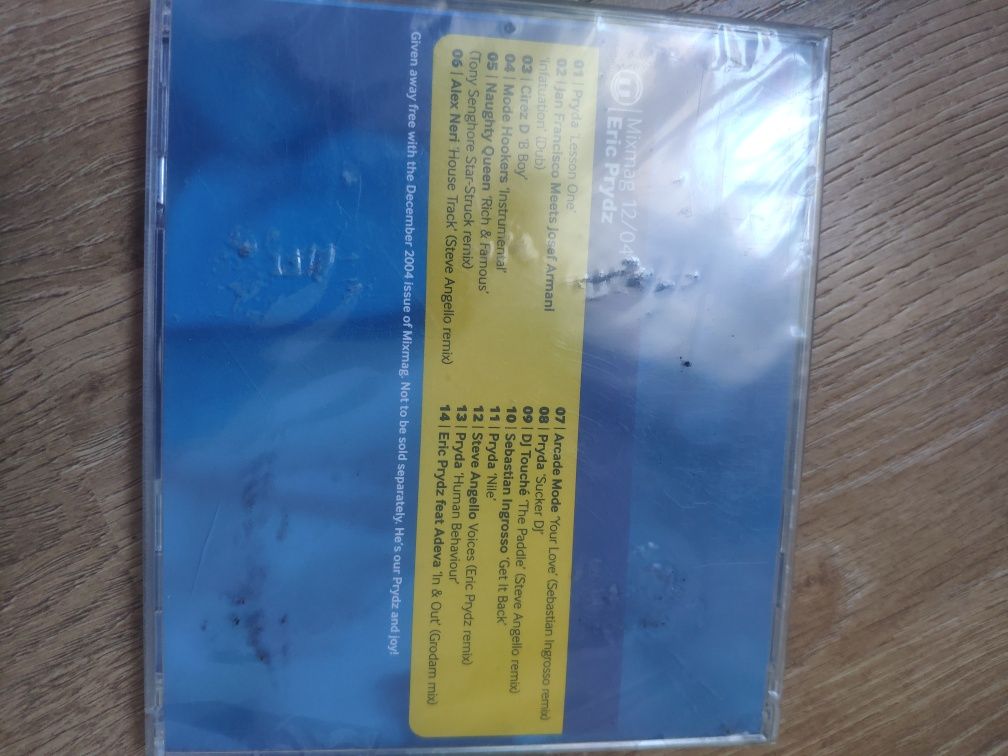 | Mixmag 12/04
| Eric Prydz
01 | Pryda 'Lesson One'
02 | Jan Francisco Meets Josef Armani
'Infatuation' (Dub)
03 | Cirez D 'B Boy'
04 | Mode Hookers 'Instrumental'
05 | Naughty Queen 'Rich & Famous'
(Tony Senghore Star-Struck remix)
06 | Alex Neri 'House Track' (Steve Angello remix)
07 | Arcade Mode 'Your Love' (Sebastian Ingrosso remix)
08 | Pryda 'Sucker DJ'
09 | DJ Touché 'The Paddle' (Steve Angello remix)
10 | Sebastian Ingrosso 'Get It Back'
11 | Pryda 'Nile'
12 | Steve Angello Voices (Eric Prydz remix)
13 | Pryda 'Human Behaviour'
14 | Eric Prydz feat Adeva 'In & Out' (Grodam mix)
Given away free with the December 2004 issue of Mixmag. Not to be sold separately. He's our Prydz and joy!